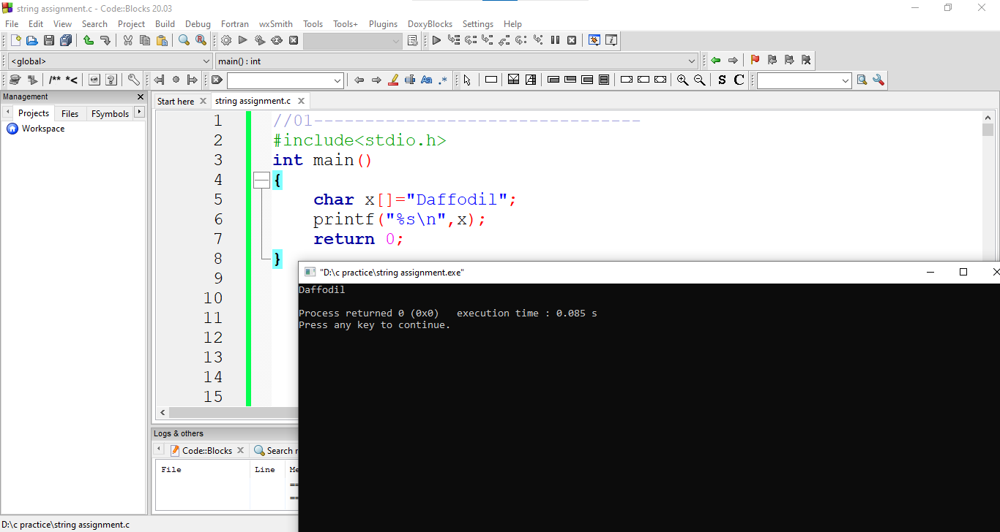 string assignment.c - Code::Blocks 20.03
File Edit View Search Project Build Debug Fortran wxSmith Tools Tools+ Plugins DoxyBlocks Settings Help
<global> main() : int
/** *< Aa .* S C
Management
Projects Files FSymbols
Workspace
Start here string assignment.c
1 //01--------------------------------
2 #include<stdio.h>
3 int main()
4 {
5 char x[]="Daffodil";
6 printf("%s\n",x);
7 return 0;
8 }
9
10
11
12
13
14
15
"D:\c practice\string assignment.exe"
Daffodil
Process returned 0 (0x0)   execution time : 0.085 s
Press any key to continue.
Logs & others
Code::Blocks Search
File Line
D:\c practice\string assignment.c